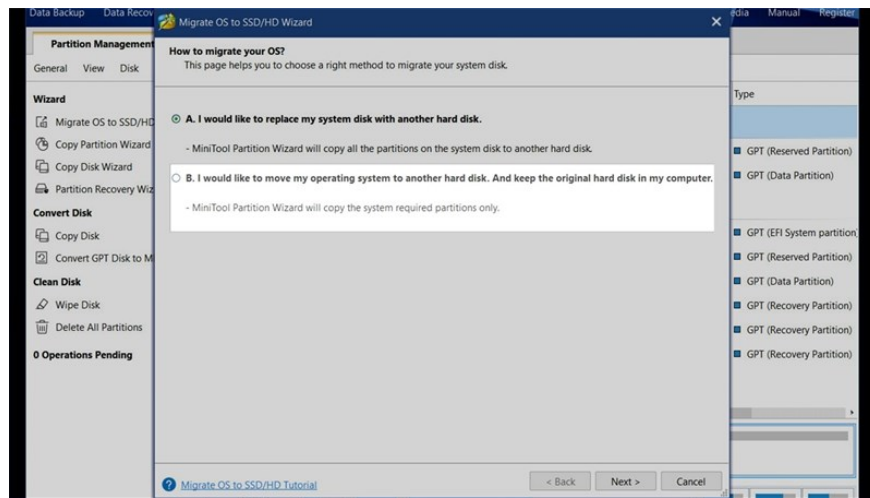 Data Backup Data Recov
Migrate OS to SSD/HD Wizard
edia Manual Register
Partition Management
General View Disk
Wizard
Migrate OS to SSD/HD
Copy Partition Wizard
Copy Disk Wizard
Partition Recovery Wiz
Convert Disk
Copy Disk
Convert GPT Disk to M
Clean Disk
Wipe Disk
Delete All Partitions
0 Operations Pending
How to migrate your OS?
This page helps you to choose a right method to migrate your system disk.
A. I would like to replace my system disk with another hard disk.
- MiniTool Partition Wizard will copy all the partitions on the system disk to another hard disk.
B. I would like to move my operating system to another hard disk. And keep the original hard disk in my computer.
- MiniTool Partition Wizard will copy the system required partitions only.
Migrate OS to SSD/HD Tutorial
< Back Next > Cancel
Type
GPT (Reserved Partition)
GPT (Data Partition)
GPT (EFI System partition
GPT (Reserved Partition)
GPT (Data Partition)
GPT (Recovery Partition)
GPT (Recovery Partition)
GPT (Recovery Partition)